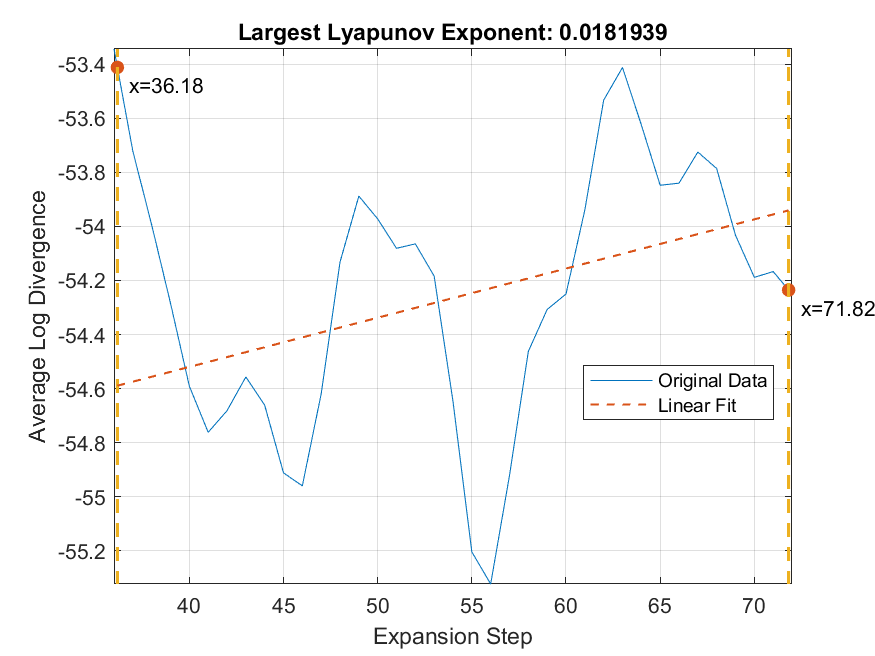 Largest Lyapunov Exponent: 0.0181939
-53.4
x=36.18
-53.6
-53.8
-54
-54.2
x=71.82
-54.4
-54.6
-54.8
-55
-55.2
Average Log Divergence
Original Data
Linear Fit
40 45 50 55 60 65 70
Expansion Step